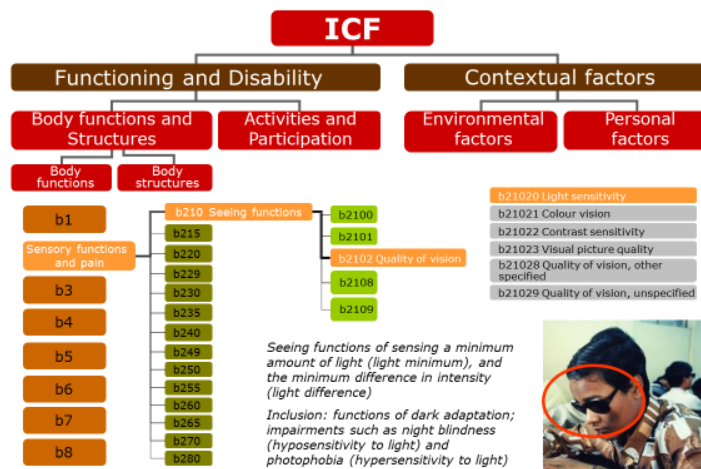 ICF
Functioning and Disability
Contextual factors
Body functions and
Structures
Activities and
Participation
Environmental
factors
Personal
factors
Body
functions
Body
structures
b1
Sensory functions
and pain
b3
b4
b5
b6
b7
b8
b210 Seeing functions
b215
b220
b229
b230
b235
b240
b249
b250
b255
b260
b265
b270
b280
b2100
b2101
b2102 Quality of vision
b2108
b2109
b21020 Light sensitivity
b21021 Colour vision
b21022 Contrast sensitivity
b21023 Visual picture quality
b21028 Quality of vision, other
specified
b21029 Quality of vision, unspecified
Seeing functions of sensing a minimum
amount of light (light minimum), and
the minimum difference in intensity
(light difference)
Inclusion: functions of dark adaptation;
impairments such as night blindness
(hyposensitivity to light) and
photophobia (hypersensitivity to light)